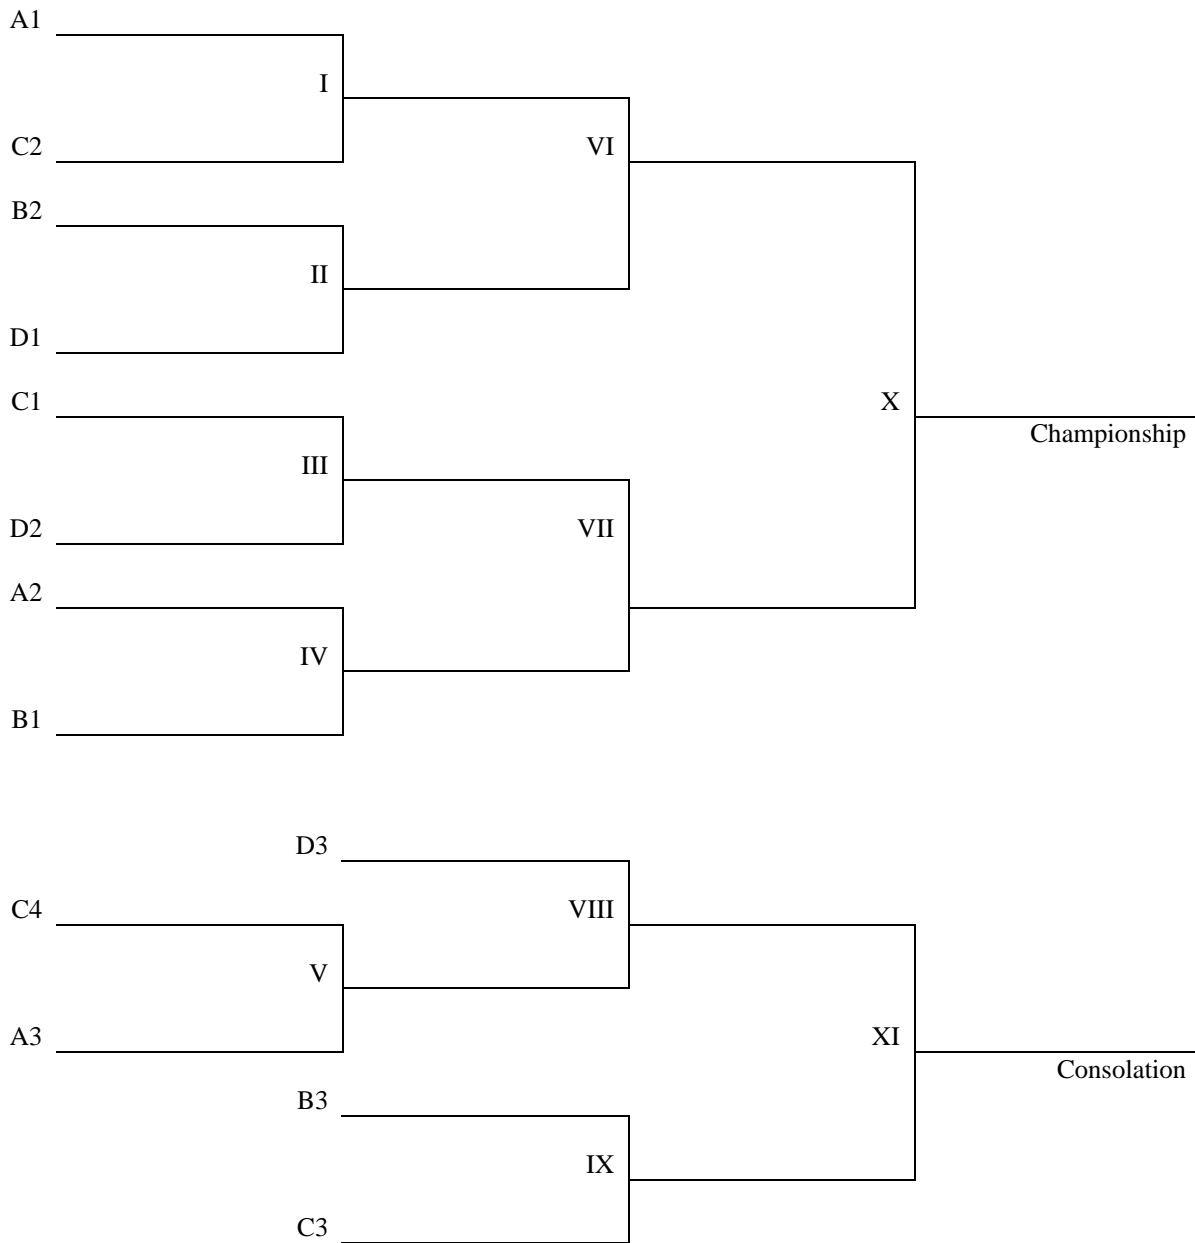 A1
I
C2
VI
B2
II
D1
C1
X
Championship
III
D2
VII
A2
IV
B1
D3
C4
VIII
V
A3
XI
Consolation
B3
IX
C3